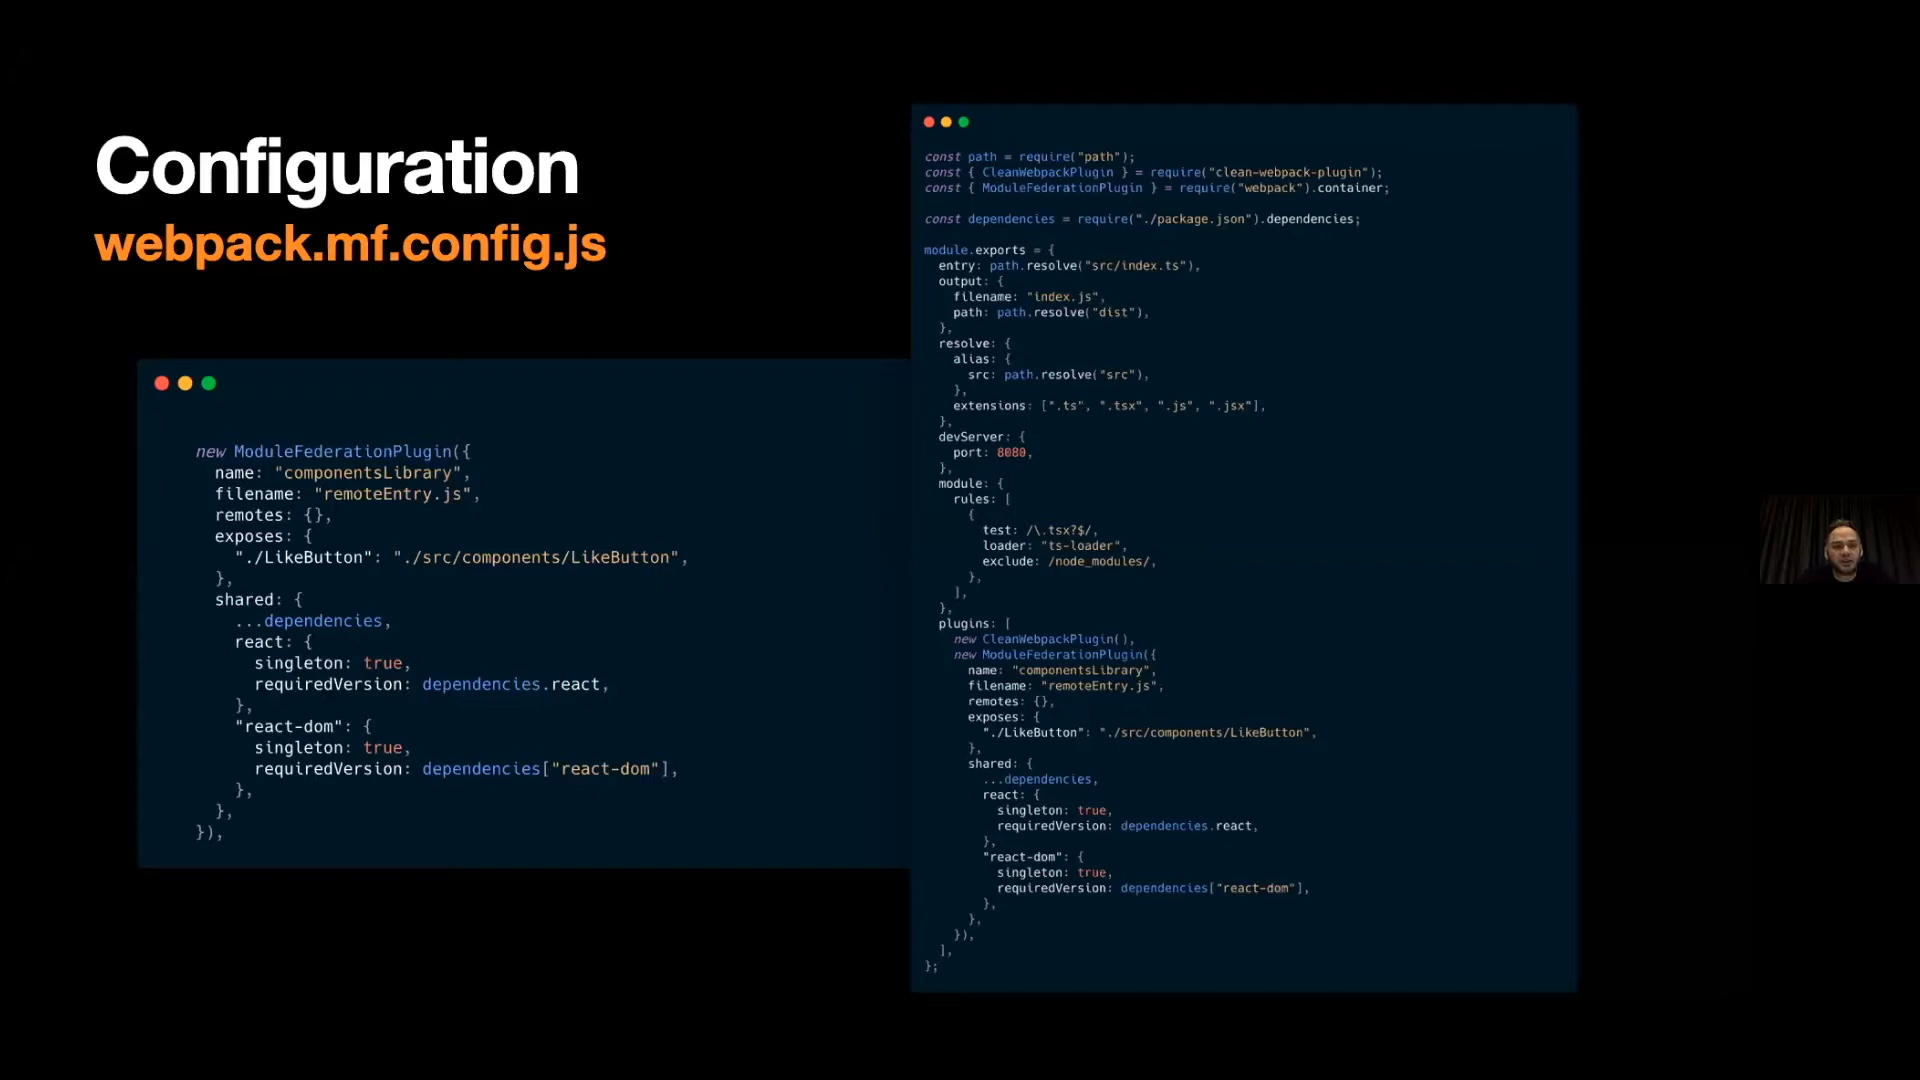 Configuration
webpack.mf.config.js
new ModuleFederationPlugin({
  name: "componentsLibrary",
  filename: "remoteEntry.js",
  remotes: {},
  exposes: {
    "./LikeButton": "./src/components/LikeButton",
  },
  shared: {
    ...dependencies,
    react: {
      singleton: true,
      requiredVersion: dependencies.react,
    },
    "react-dom": {
      singleton: true,
      requiredVersion: dependencies["react-dom"],
    },
  },
}),
const path = require("path");
const { CleanWebpackPlugin } = require("clean-webpack-plugin");
const { ModuleFederationPlugin } = require("webpack").container;
const dependencies = require("./package.json").dependencies;
module.exports = {
  entry: path.resolve("src/index.ts"),
  output: {
    filename: "index.js",
    path: path.resolve("dist"),
  },
  resolve: {
    alias: {
      src: path.resolve("src"),
    },
    extensions: [".ts", ".tsx", ".js", ".jsx"],
  },
  devServer: {
    port: 8080,
  },
  module: {
    rules: [
      {
        test: /\.tsx?$/,
        loader: "ts-loader",
        exclude: /node_modules/,
      },
    ],
  },
  plugins: [
    new CleanWebpackPlugin(),
    new ModuleFederationPlugin({
      name: "componentsLibrary",
      filename: "remoteEntry.js",
      remotes: {},
      exposes: {
        "./LikeButton": "./src/components/LikeButton",
      },
      shared: {
        ...dependencies,
        react: {
          singleton: true,
          requiredVersion: dependencies.react,
        },
        "react-dom": {
          singleton: true,
          requiredVersion: dependencies["react-dom"],
        },
      },
    }),
  ],
};